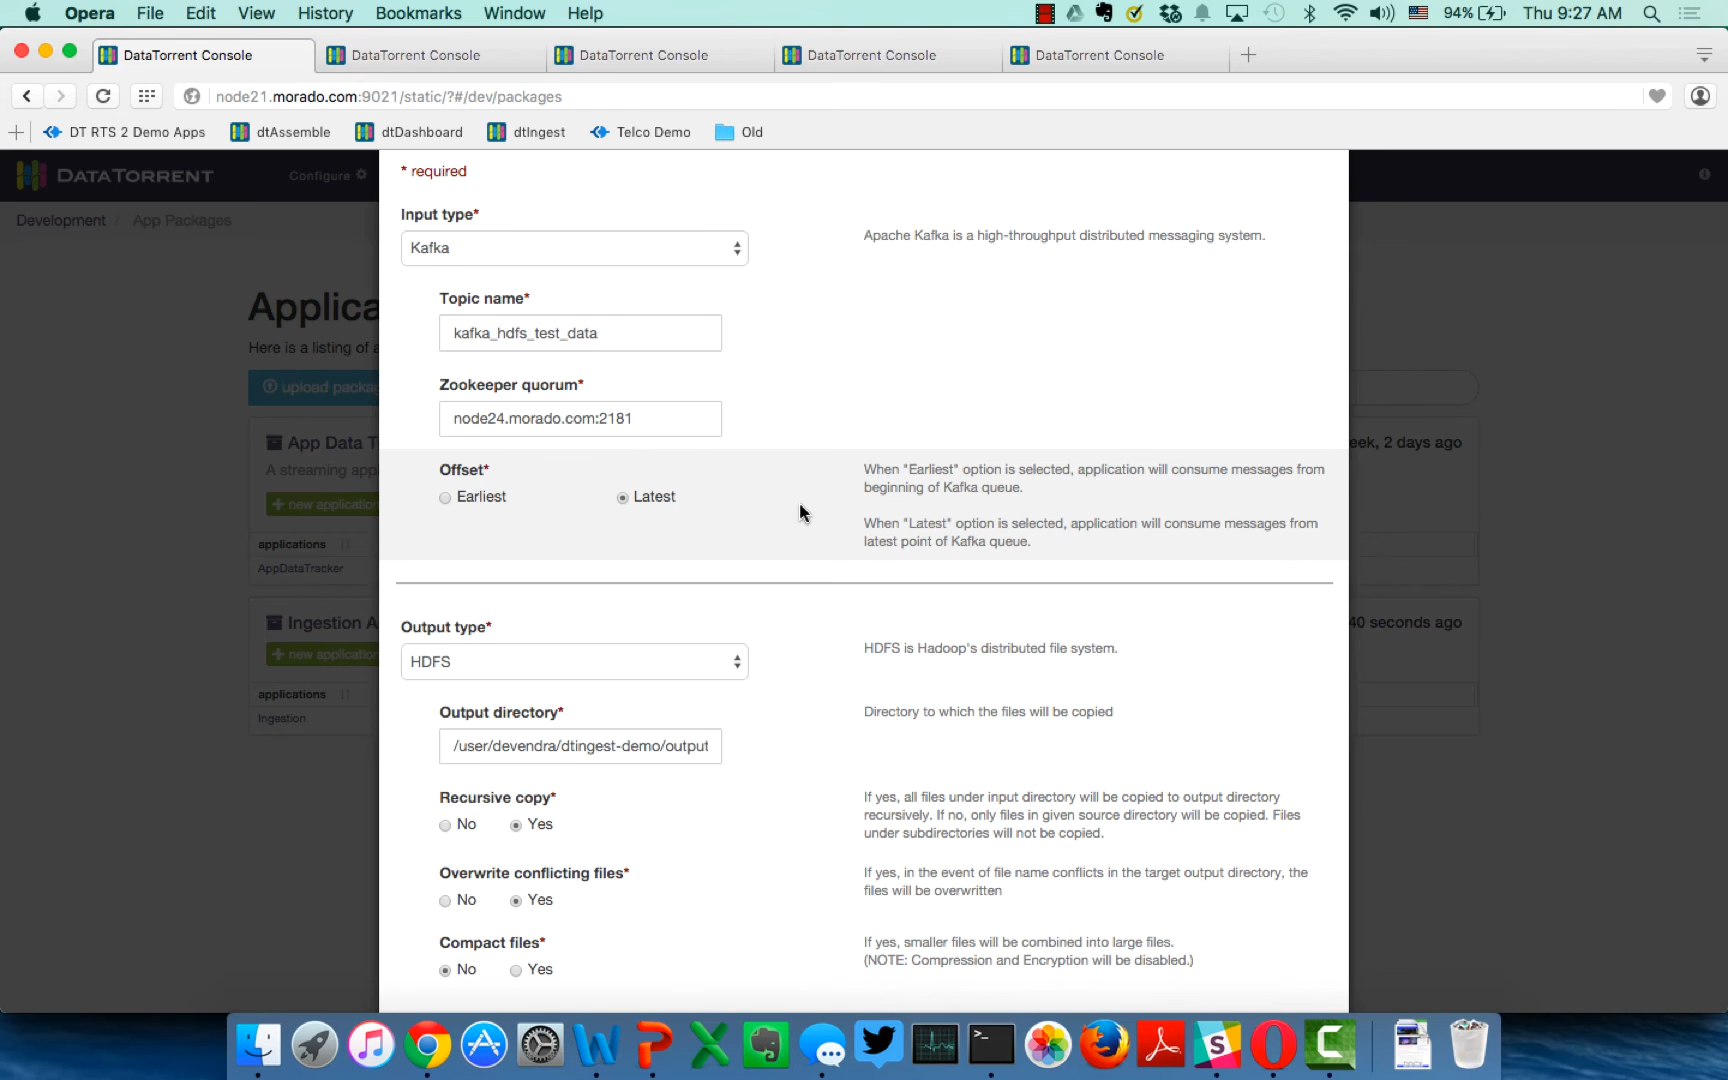 Opera File Edit View History Bookmarks Window Help 94% Thu 9:27 AM
DataTorrent Console DataTorrent Console DataTorrent Console DataTorrent Console DataTorrent Console
node21.morado.com:9021/static/?#/dev/packages
DT RTS 2 Demo Apps dtAssemble dtDashboard dtIngest Telco Demo Old
DATATORRENT Configure
Development / App Packages
* required
Input type*
Kafka
Apache Kafka is a high-throughput distributed messaging system.
Topic name*
kafka_hdfs_test_data
Zookeeper quorum*
node24.morado.com:2181
Offset*
Earliest Latest
When "Earliest" option is selected, application will consume messages from
beginning of Kafka queue.
When "Latest" option is selected, application will consume messages from
latest point of Kafka queue.
Output type*
HDFS
HDFS is Hadoop's distributed file system.
Output directory*
/user/devendra/dtingest-demo/output
Directory to which the files will be copied
Recursive copy*
No Yes
If yes, all files under input directory will be copied to output directory
recursively. If no, only files in given source directory will be copied. Files
under subdirectories will not be copied.
Overwrite conflicting files*
No Yes
If yes, in the event of file name conflicts in the target output directory, the
files will be overwritten
Compact files*
No Yes
If yes, smaller files will be combined into large files.
(NOTE: Compression and Encryption will be disabled.)
Applica
Here is a listing of a
upload packag
App Data T
A streaming appl
+ new application
applications
AppDataTracker
eek, 2 days ago
Ingestion A
+ new application
applications
Ingestion
40 seconds ago